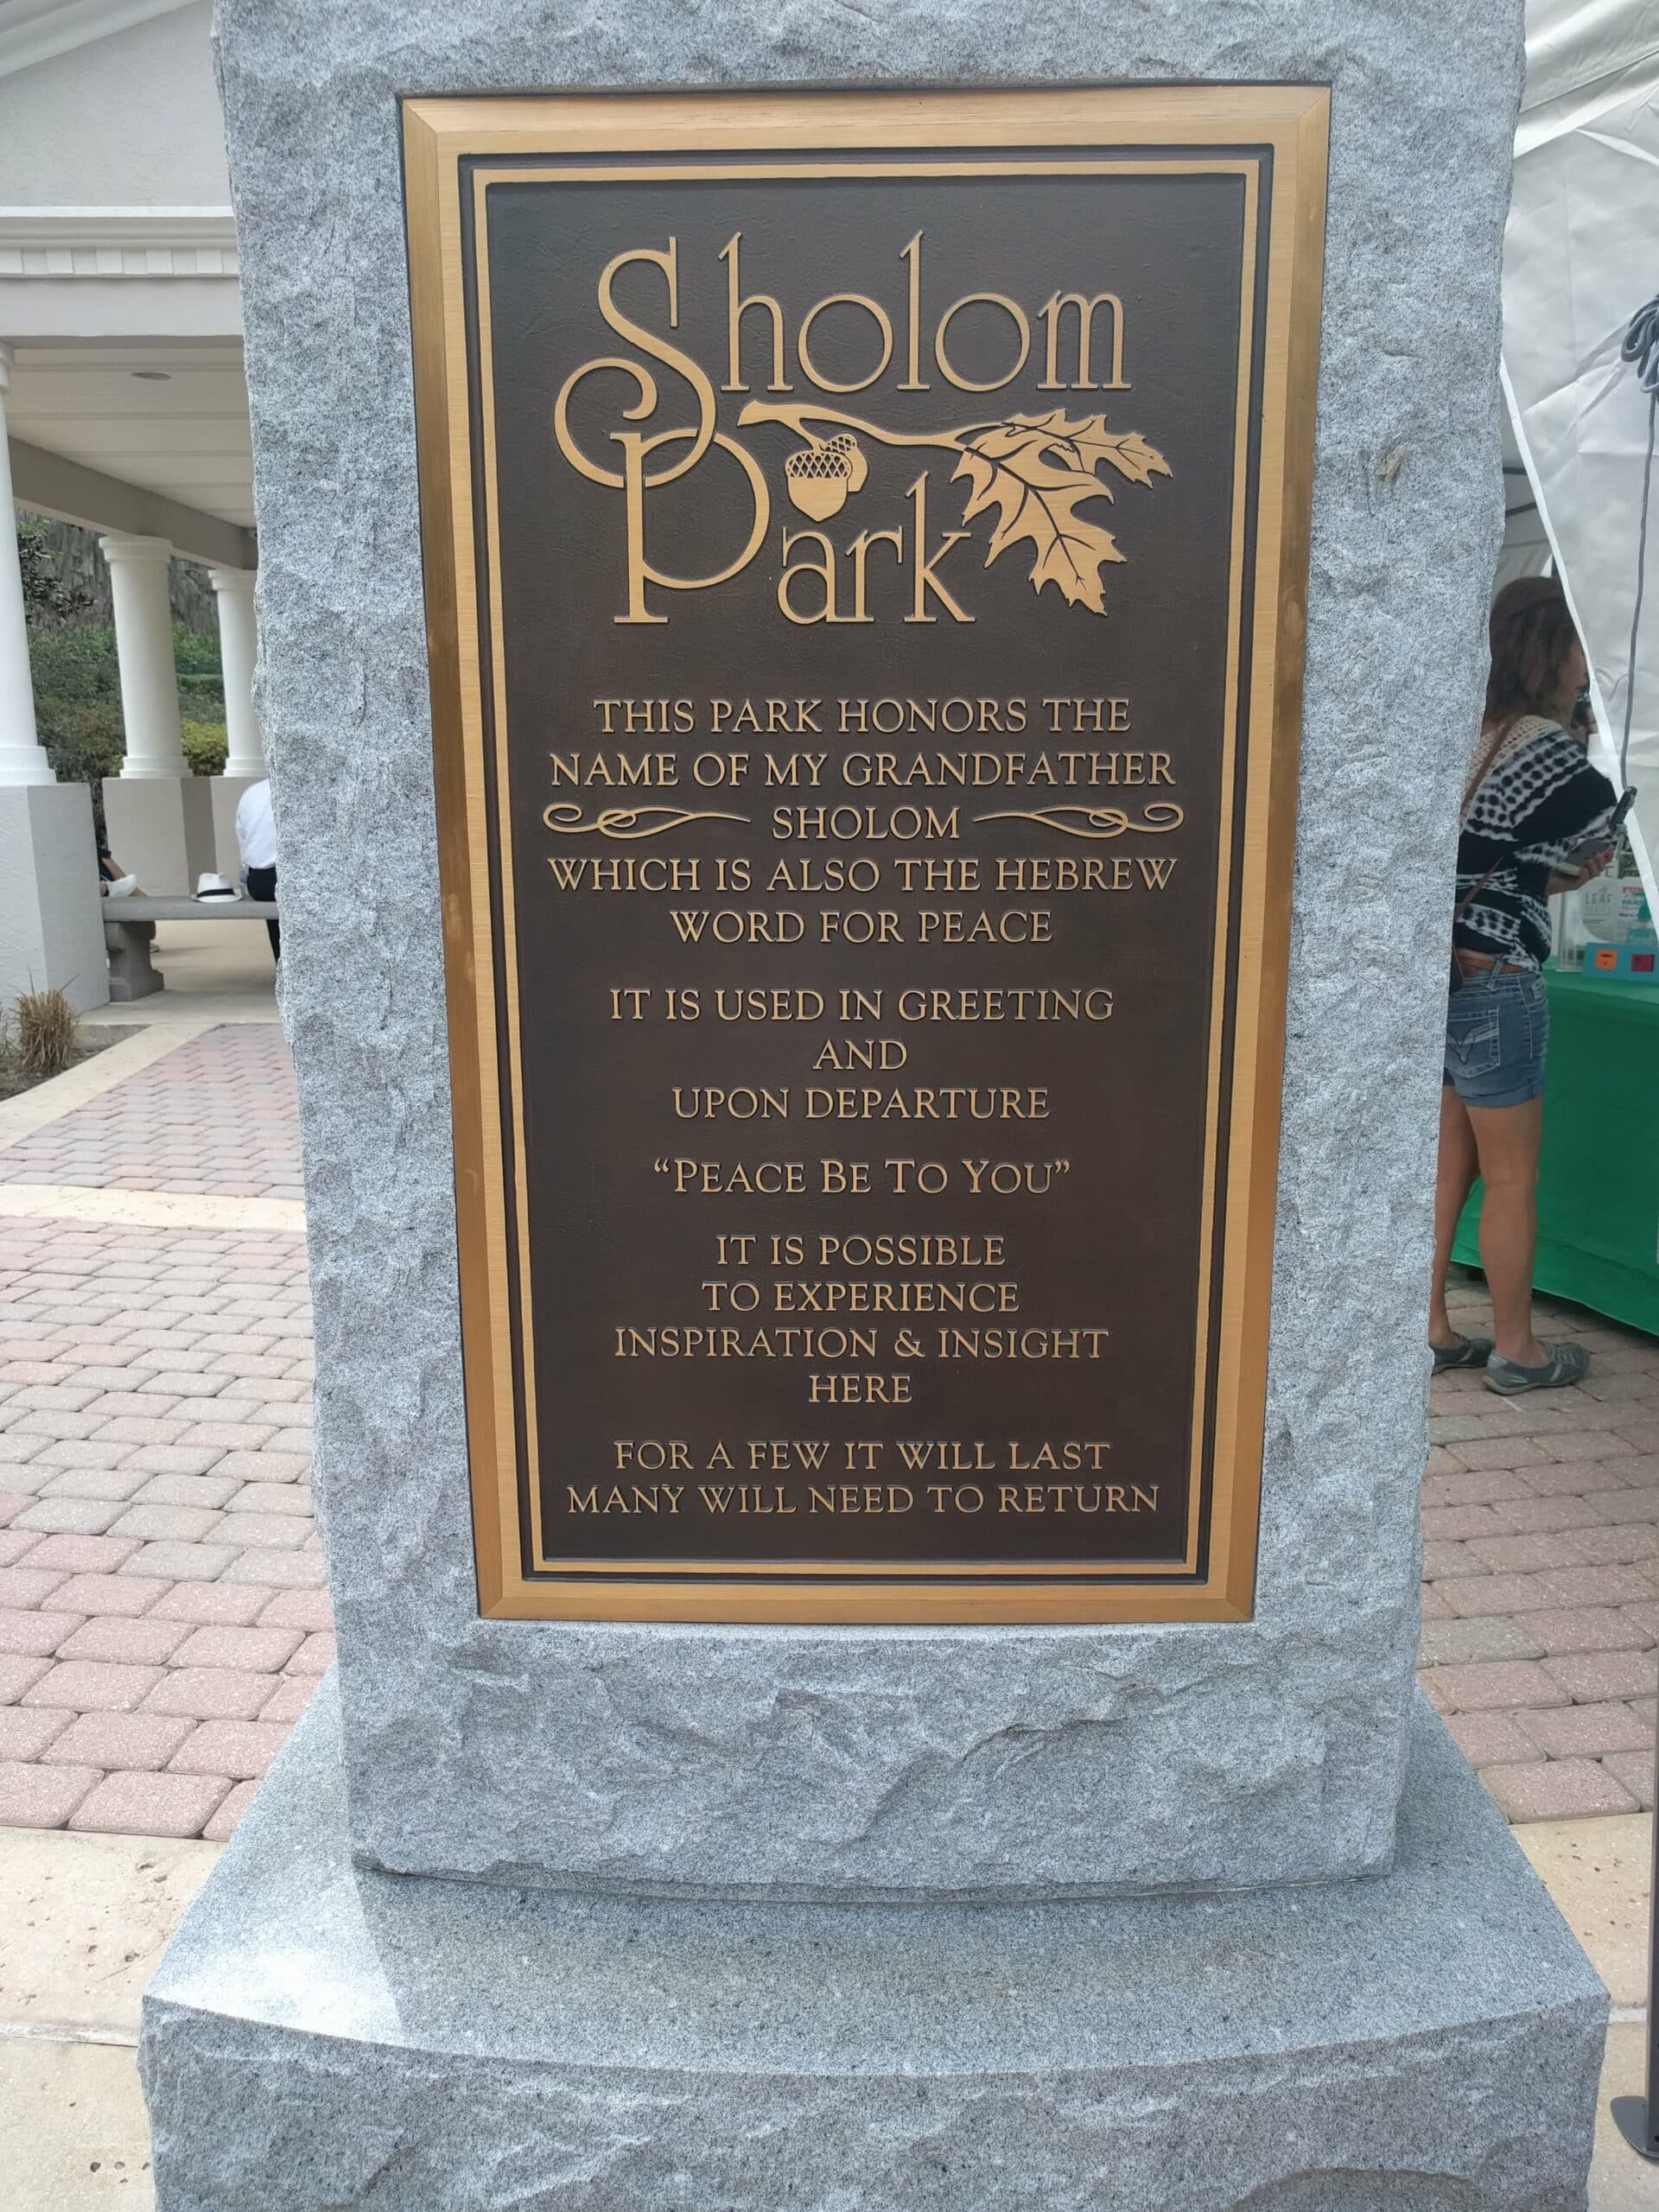 Sholom
Park
THIS PARK HONORS THE
NAME OF MY GRANDFATHER
SHOLOM
WHICH IS ALSO THE HEBREW
WORD FOR PEACE
IT IS USED IN GREETING
AND
UPON DEPARTURE
“PEACE BE TO YOU”
IT IS POSSIBLE
TO EXPERIENCE
INSPIRATION & INSIGHT
HERE
FOR A FEW IT WILL LAST
MANY WILL NEED TO RETURN
LEAF